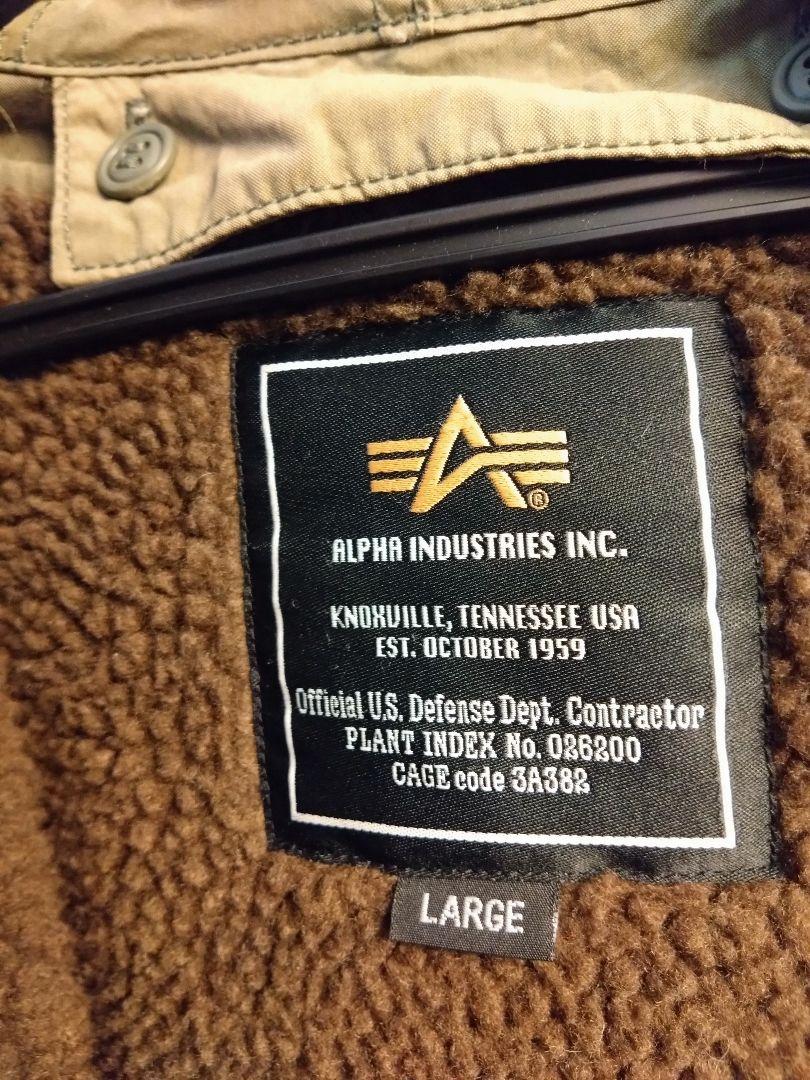 ®
ALPHA INDUSTRIES INC.
KNOXVILLE, TENNESSEE USA
EST. OCTOBER 1959
Official U.S. Defense Dept. Contractor
PLANT INDEX No. 026200
CAGE code 3A382
LARGE